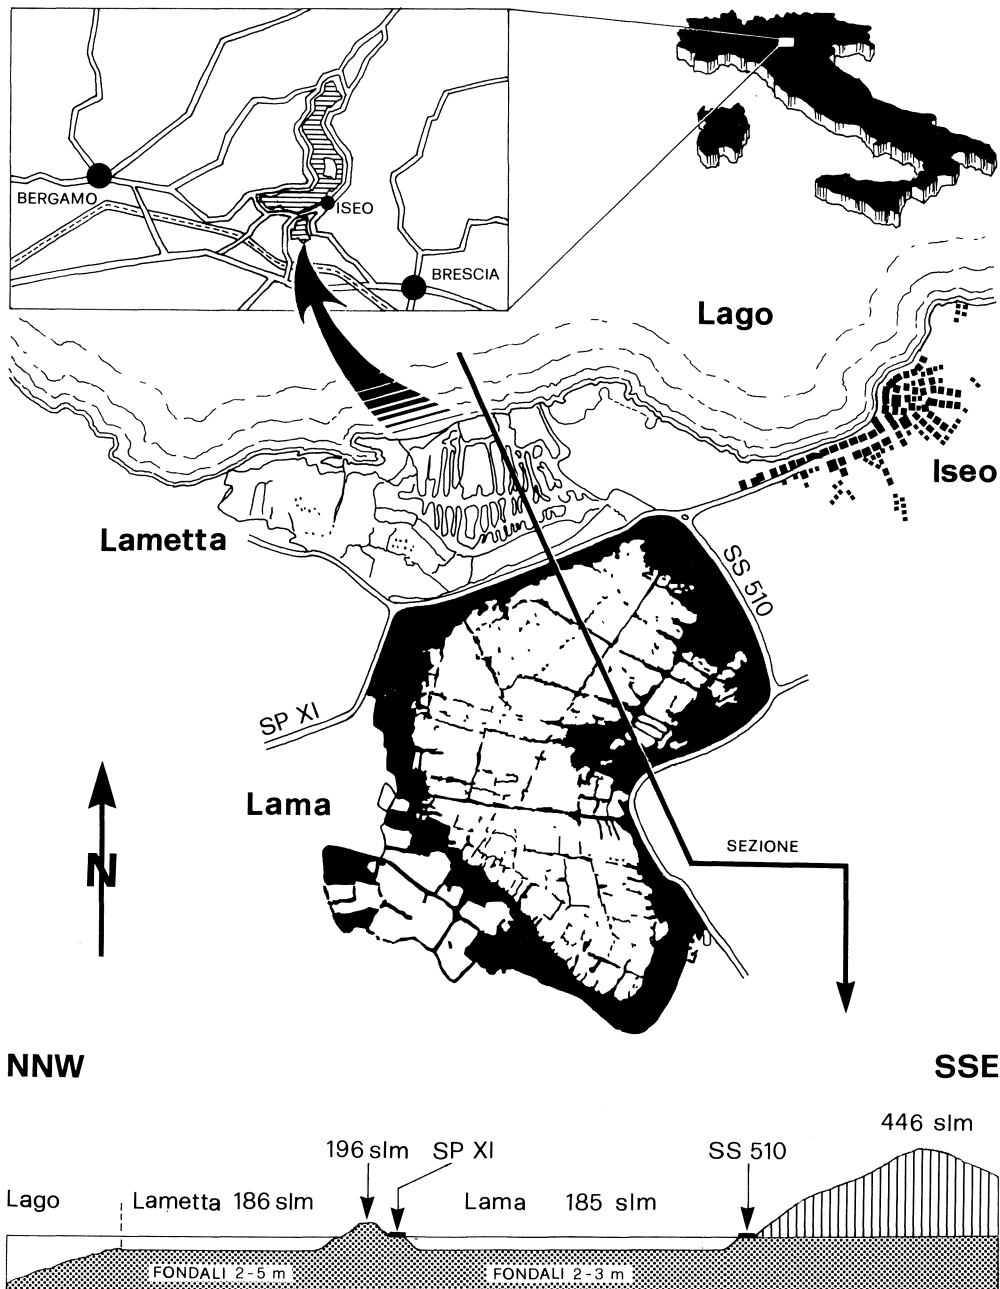 BERGAMO
ISEO
BRESCIA
Lago
Iseo
Lametta
SS 510
SP XI
Lama
N
SEZIONE
NNW
SSE
446 slm
196 slm
SP XI
SS 510
Lago
Lametta 186 slm
Lama 185 slm
FONDALI 2-5 m
FONDALI 2-3 m